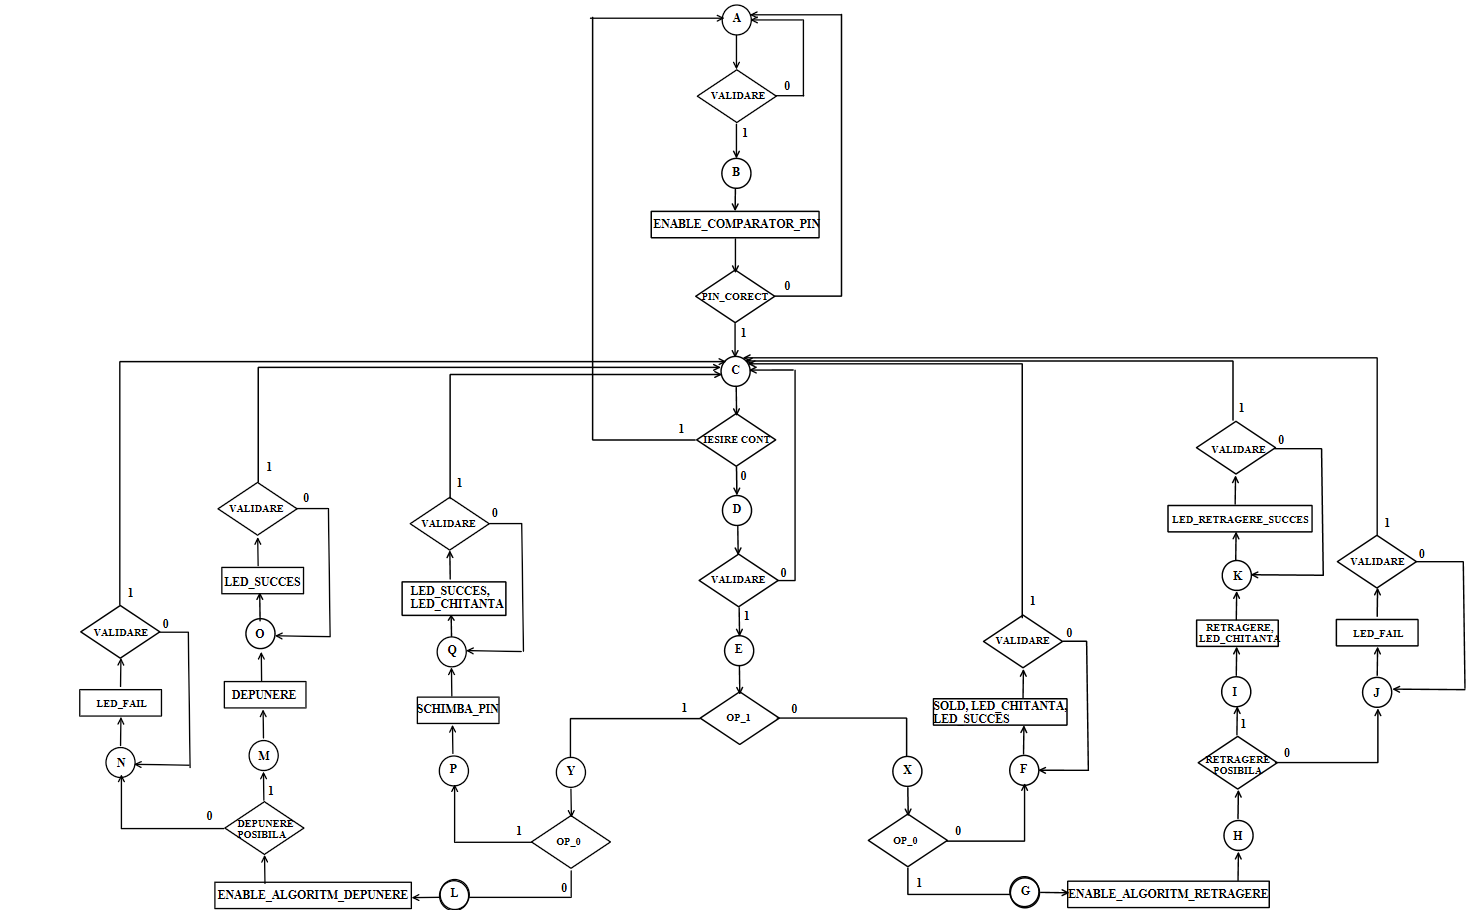 A
VALIDARE
0
1
B
ENABLE_COMPARATOR_PIN
PIN_CORECT
0
1
C
IESIRE CONT
1
0
D
VALIDARE
0
1
E
OP_1
1
0
Y
OP_0
1
0
X
OP_0
0
1
L
ENABLE_ALGORITM_DEPUNERE
DEPUNERE
POSIBILA
0
1
N
LED_FAIL
VALIDARE
0
1
M
DEPUNERE
O
LED_SUCCES
VALIDARE
0
1
P
SCHIMBA_PIN
Q
LED_SUCCES,
LED_CHITANTA
VALIDARE
0
1
F
SOLD, LED_CHITANTA,
LED_SUCCES
VALIDARE
0
1
G
ENABLE_ALGORITM_RETRAGERE
H
RETRAGERE
POSIBILA
0
1
I
RETRAGERE,
LED_CHITANTA
K
LED_RETRAGERE_SUCCES
VALIDARE
0
1
J
LED_FAIL
VALIDARE
0
1